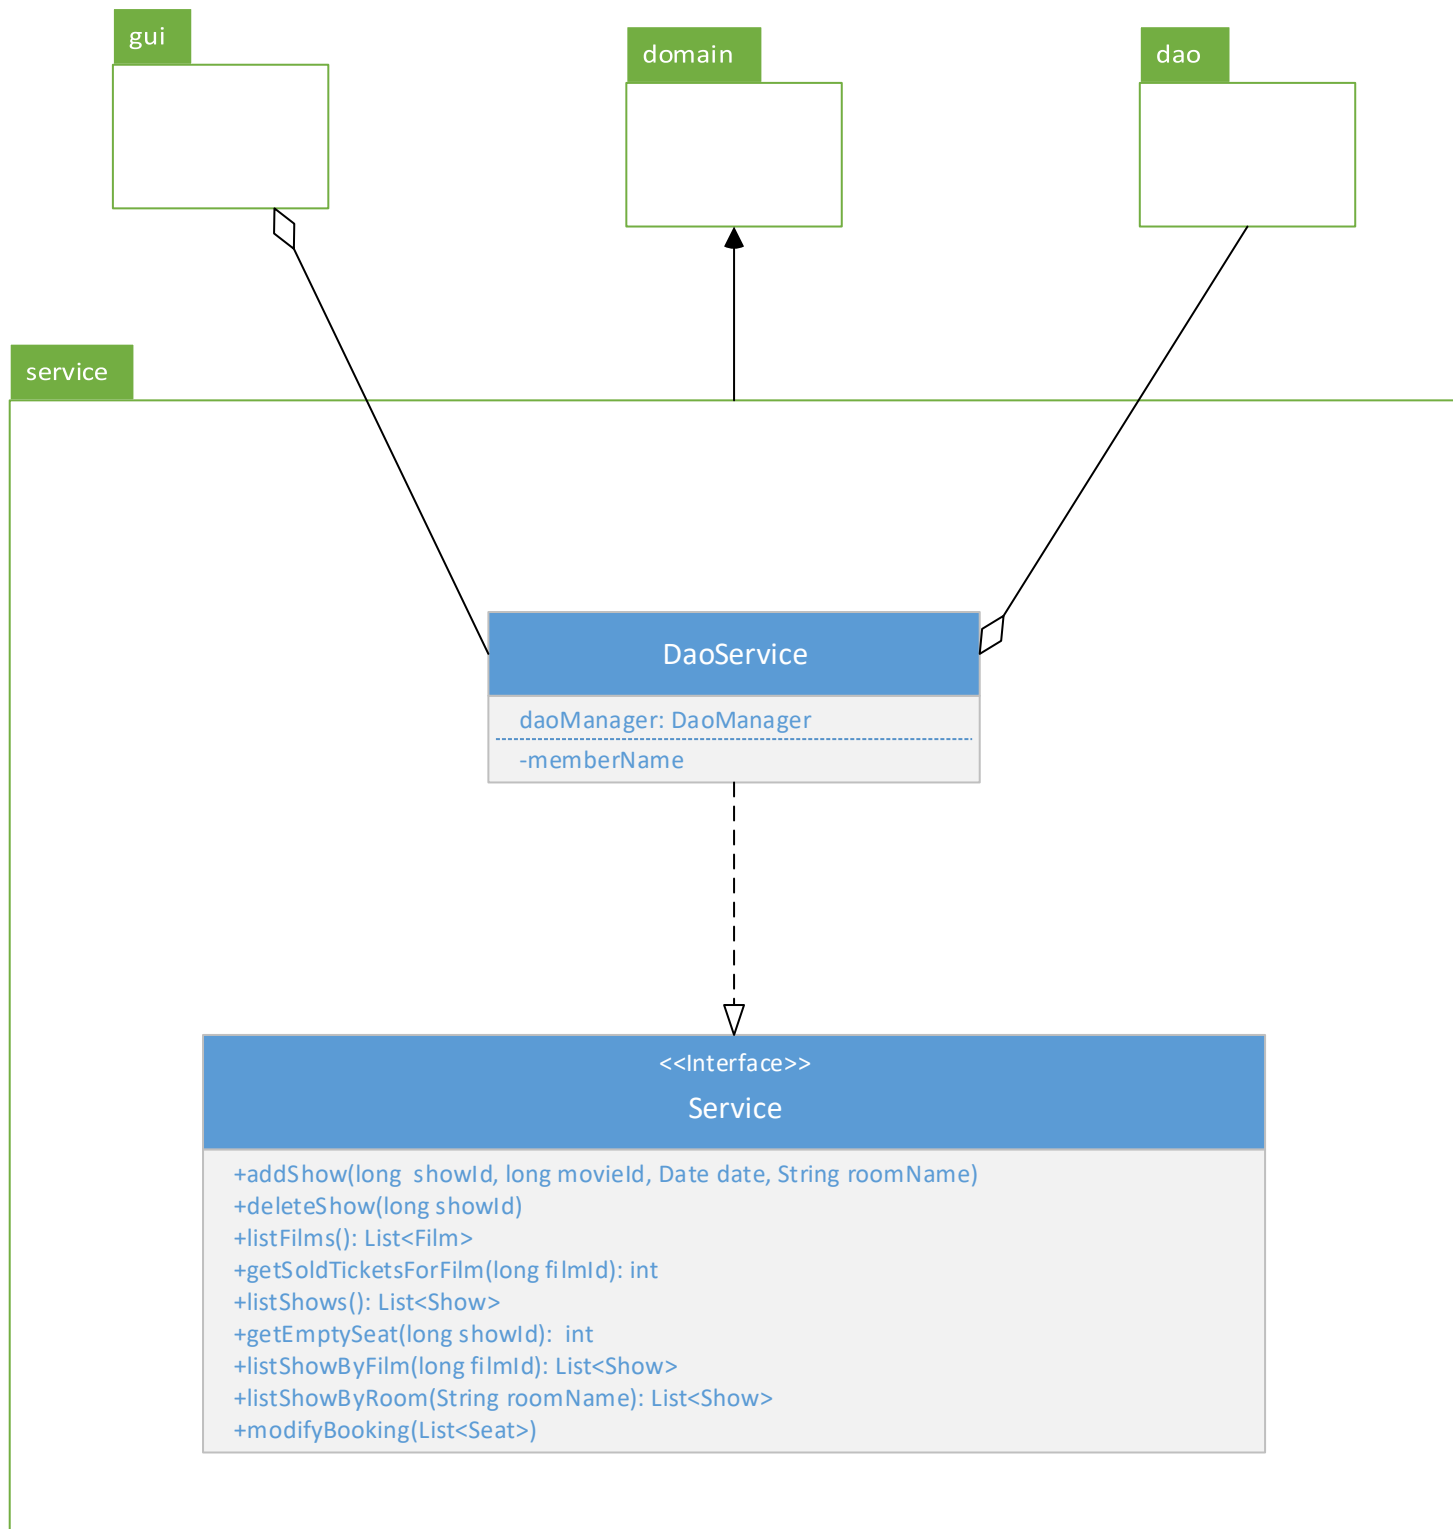 gui
domain
dao
service
DaoService
daoManager: DaoManager
-memberName
<<Interface>>
Service
+addShow(long  showId, long movieId, Date date, String roomName)
+deleteShow(long showId)
+listFilms(): List<Film>
+getSoldTicketsForFilm(long filmId): int
+listShows(): List<Show>
+getEmptySeat(long showId):  int
+listShowByFilm(long filmId): List<Show>
+listShowByRoom(String roomName): List<Show>
+modifyBooking(List<Seat>)